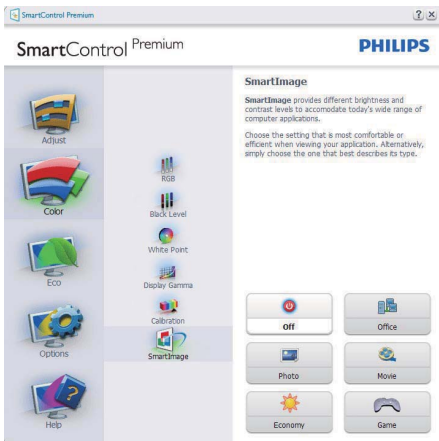 SmartControl Premium
? x
SmartControl Premium
PHILIPS
Adjust
Color
Eco
Options
Help
RGB
Black Level
White Point
Display Gamma
Calibration
SmartImage
SmartImage
SmartImage provides different brightness and
contrast levels to accomodate today's wide range of
computer applications.
Choose the setting that is most comfortable or
efficient when viewing your application. Alternatively,
simply choose the one that best describes its type.
Off
Office
Photo
Movie
Economy
Game